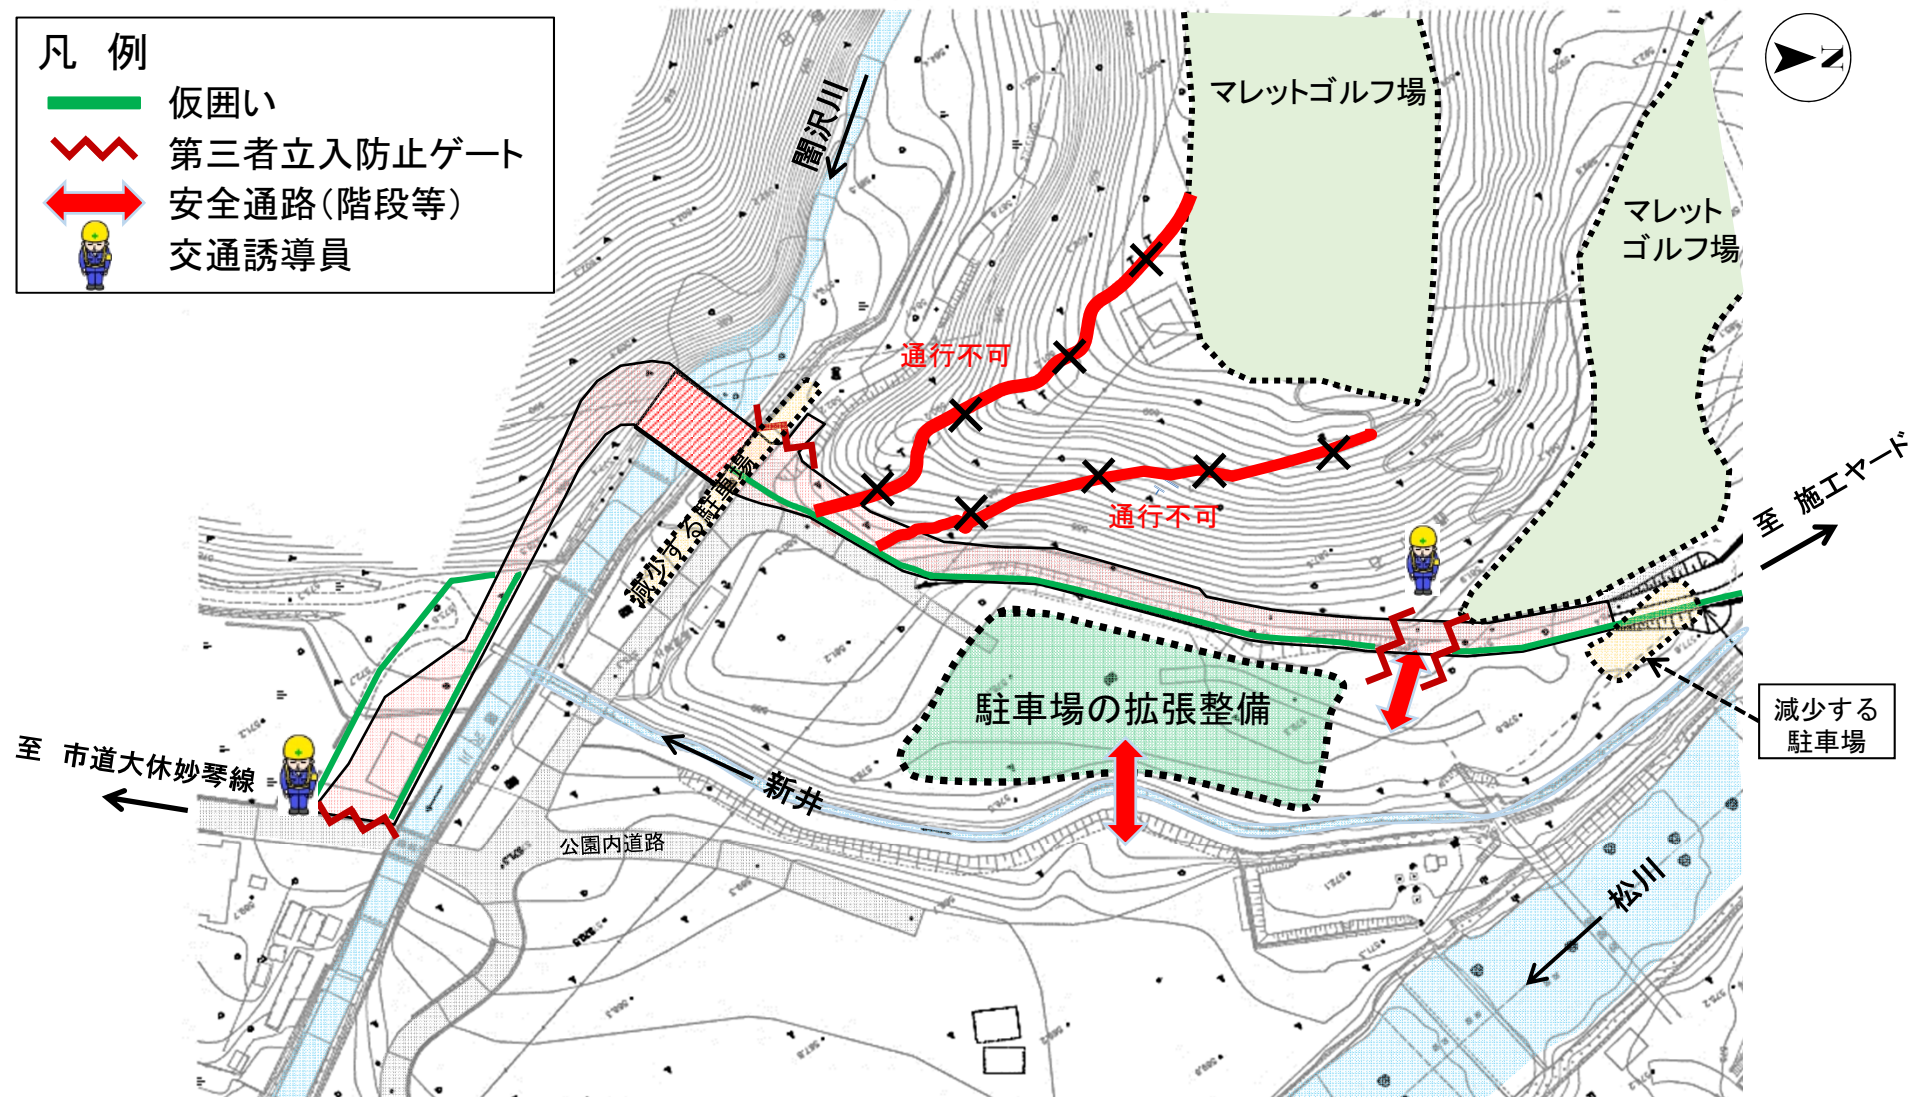 凡 例
仮囲い
第三者立入防止ゲート
安全通路(階段等)
交通誘導員
N
闇沢川
マレットゴルフ場
マレット
ゴルフ場
通行不可
通行不可
減少する駐車場
至 施工ヤード
駐車場の拡張整備
減少する
駐車場
至 市道大休妙琴線
新井
公園内道路
松川